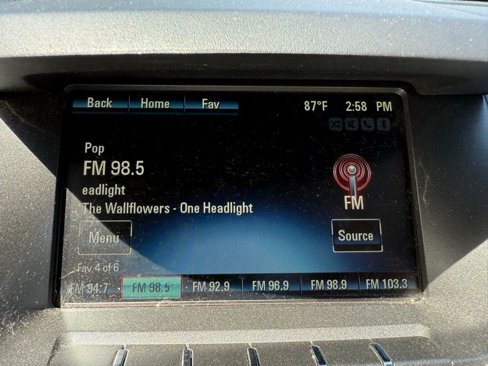 Back Home Fav 87°F 2:58 PM
Pop
FM 98.5
eadlight
The Wallflowers - One Headlight
FM
Menu
Source
Fav 4 of 6
FM 94.7 FM 98.5 FM 92.9 FM 96.9 FM 98.9 FM 103.3